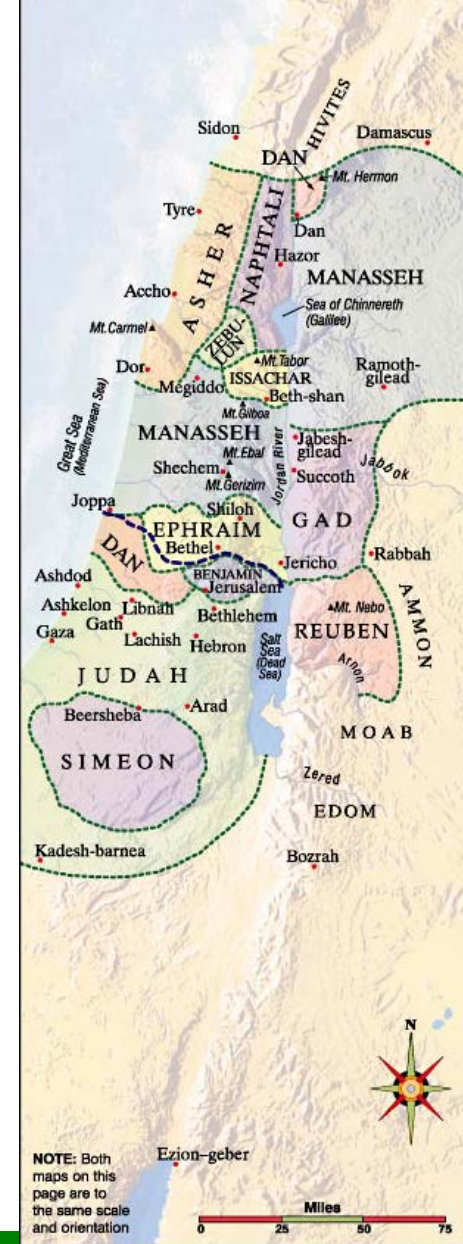 HIVITES
Sidon
Damascus
DAN
Mt. Hermon
Tyre
Dan
NAPHTALI
ASHER
Hazor
MANASSEH
Accho
Sea of Chinnereth
(Galilee)
Mt. Carmel
ZEBU-
LUN
Mt. Tabor
Dor
Megiddo
ISSACHAR
Ramoth-
gilead
Beth-shan
Mt. Gilboa
Great Sea
(Mediterranean Sea)
MANASSEH
Jordan River
Jabesh-
gilead
Jabbok
Mt. Ebal
Shechem
Mt. Gerizim
Succoth
Joppa
Shiloh
EPHRAIM
GAD
DAN
Bethel
Jericho
Rabbah
BENJAMIN
Jerusalem
Ashdod
AMMON
Ashkelon
Libnah
Bethlehem
Mt. Nebo
Gath
Gaza
Lachish
Hebron
Salt
Sea
(Dead
Sea)
REUBEN
Arnon
JUDAH
Beersheba
Arad
MOAB
SIMEON
Zered
EDOM
Kadesh-barnea
Bozrah
N
Ezion-geber
NOTE: Both
maps on this
page are to
the same scale
and orientation
Miles
0 25 50 75